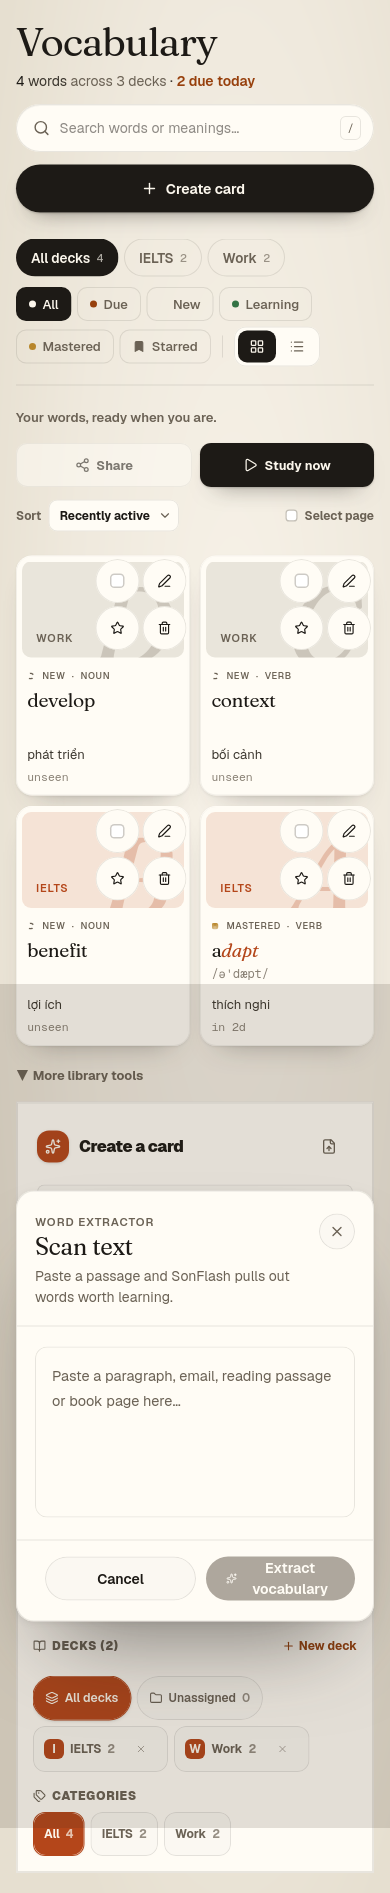 Vocabulary
4 words across 3 decks · 2 due today
Search words or meanings...
/
Create card
All decks 4
IELTS 2
Work 2
All
Due
New
Learning
Mastered
Starred
Your words, ready when you are.
Share
Study now
Sort
Recently active
Select page
WORK
NEW · NOUN
develop
phát triển
unseen
WORK
NEW · VERB
context
bối cảnh
unseen
IELTS
NEW · NOUN
benefit
lợi ích
unseen
IELTS
MASTERED · VERB
adapt
/əˈdæpt/
thích nghi
in 2d
More library tools
Create a card
WORD EXTRACTOR
Scan text
Paste a passage and SonFlash pulls out
words worth learning.
Paste a paragraph, email, reading passage
or book page here...
Cancel
Extract
vocabulary
DECKS (2)
New deck
All decks
Unassigned 0
I IELTS 2
W Work 2
CATEGORIES
All 4
IELTS 2
Work 2